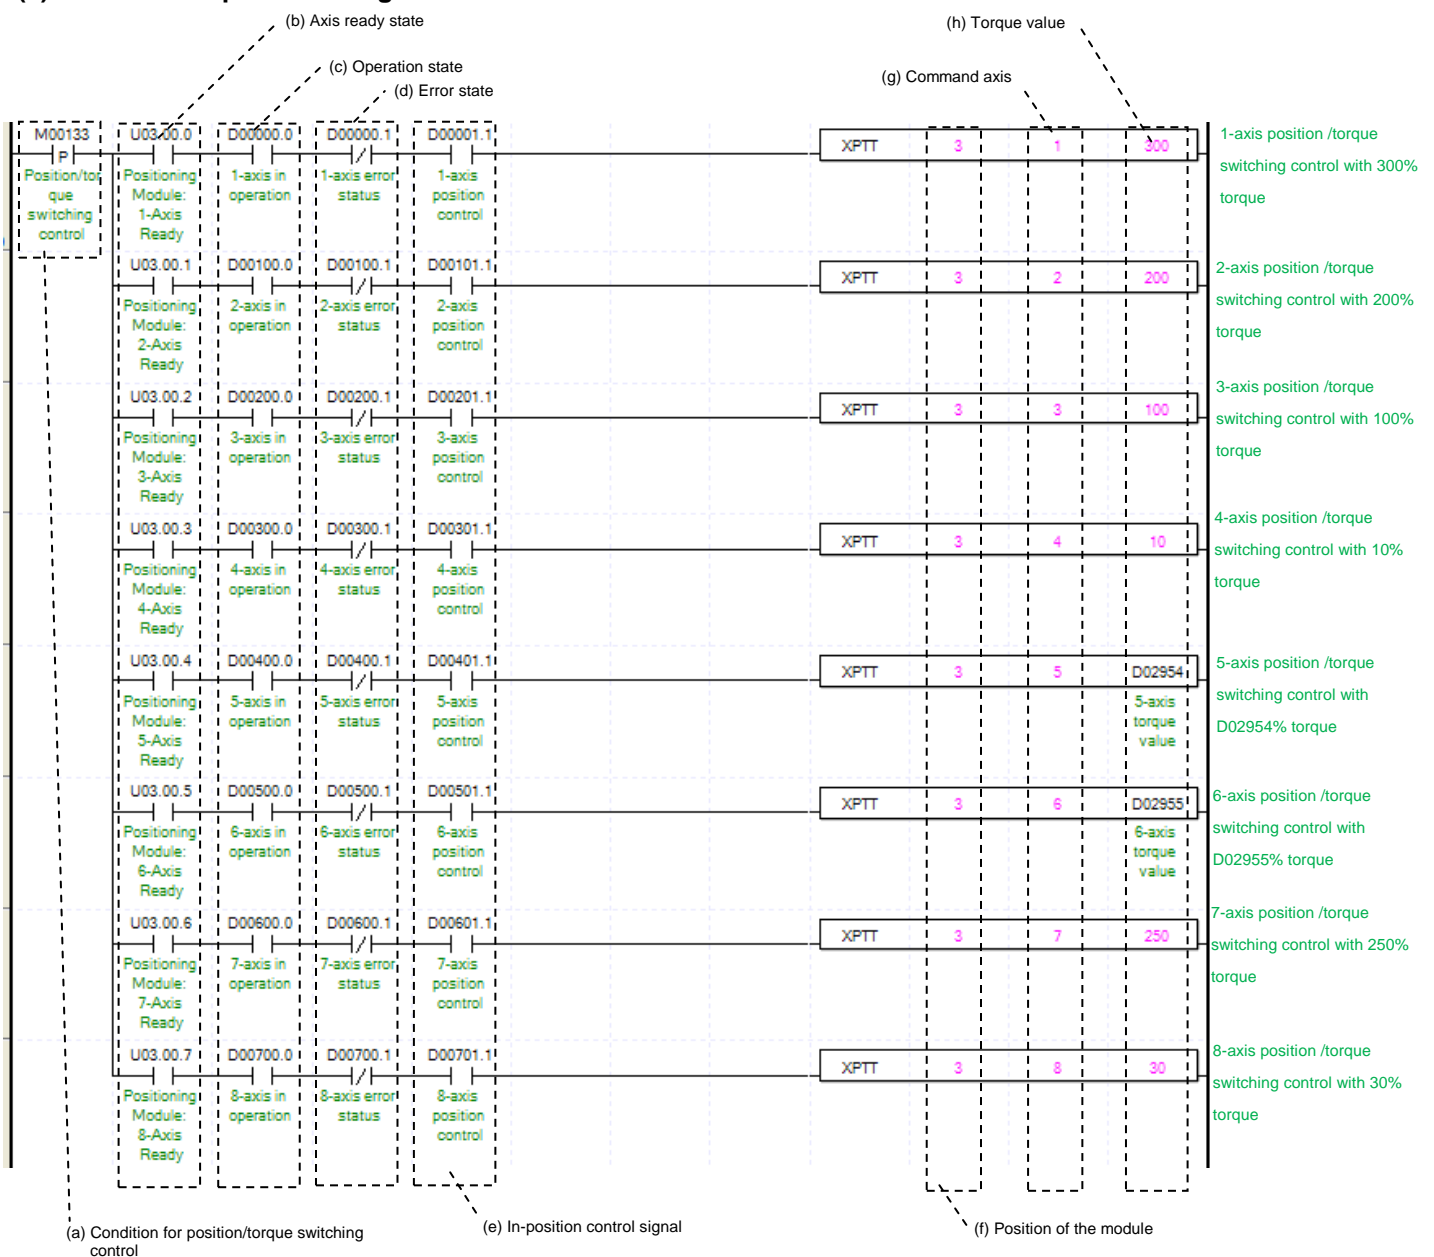 (b) Axis ready state
(h) Torque value
(c) Operation state
(g) Command axis
(d) Error state
M00133 U03.00.0 D00000.0 D00000.1 D00001.1
P
XPTT 3 1 300
Position/tor
que
switching
control
Positioning
Module:
1-Axis
Ready
1-axis in
operation
1-axis error
status
1-axis
position
control
1-axis position /torque
switching control with 300%
torque
U03.00.1 D00100.0 D00100.1 D00101.1
XPTT 3 2 200
Positioning
Module:
2-Axis
Ready
2-axis in
operation
2-axis error
status
2-axis
position
control
2-axis position /torque
switching control with 200%
torque
U03.00.2 D00200.0 D00200.1 D00201.1
XPTT 3 3 100
Positioning
Module:
3-Axis
Ready
3-axis in
operation
3-axis error
status
3-axis
position
control
3-axis position /torque
switching control with 100%
torque
U03.00.3 D00300.0 D00300.1 D00301.1
XPTT 3 4 10
Positioning
Module:
4-Axis
Ready
4-axis in
operation
4-axis error
status
4-axis
position
control
4-axis position /torque
switching control with 10%
torque
U03.00.4 D00400.0 D00400.1 D00401.1
XPTT 3 5 D02954
Positioning
Module:
5-Axis
Ready
5-axis in
operation
5-axis error
status
5-axis
position
control
5-axis
torque
value
5-axis position /torque
switching control with
D02954% torque
U03.00.5 D00500.0 D00500.1 D00501.1
XPTT 3 6 D02955
Positioning
Module:
6-Axis
Ready
6-axis in
operation
6-axis error
status
6-axis
position
control
6-axis
torque
value
6-axis position /torque
switching control with
D02955% torque
U03.00.6 D00600.0 D00600.1 D00601.1
XPTT 3 7 250
Positioning
Module:
7-Axis
Ready
7-axis in
operation
7-axis error
status
7-axis
position
control
7-axis position /torque
switching control with 250%
torque
U03.00.7 D00700.0 D00700.1 D00701.1
XPTT 3 8 30
Positioning
Module:
8-Axis
Ready
8-axis in
operation
8-axis error
status
8-axis
position
control
8-axis position /torque
switching control with 30%
torque
(a) Condition for position/torque switching
control
(e) In-position control signal
(f) Position of the module